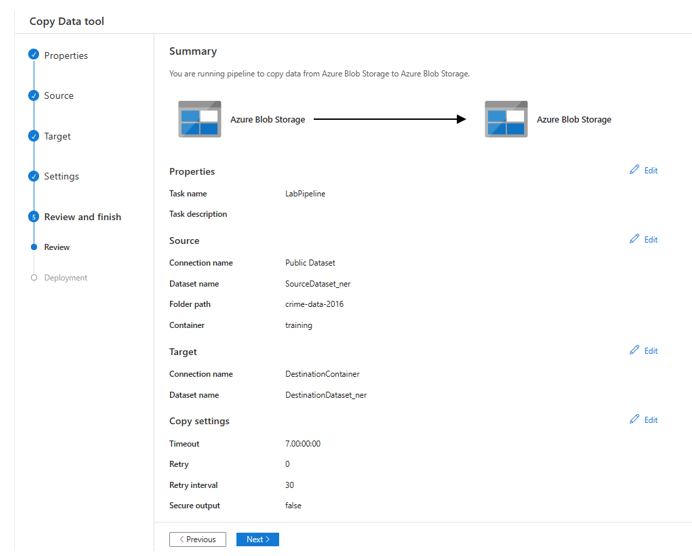 Copy Data tool
Properties
Source
Target
Settings
5 Review and finish
Review
Deployment
Summary
You are running pipeline to copy data from Azure Blob Storage to Azure Blob Storage.
Azure Blob Storage
Azure Blob Storage
Properties Edit
Task name LabPipeline
Task description
Source Edit
Connection name Public Dataset
Dataset name SourceDataset_ner
Folder path crime-data-2016
Container training
Target Edit
Connection name DestinationContainer
Dataset name DestinationDataset_ner
Copy settings Edit
Timeout 7.00:00:00
Retry 0
Retry interval 30
Secure output false
< Previous Next >